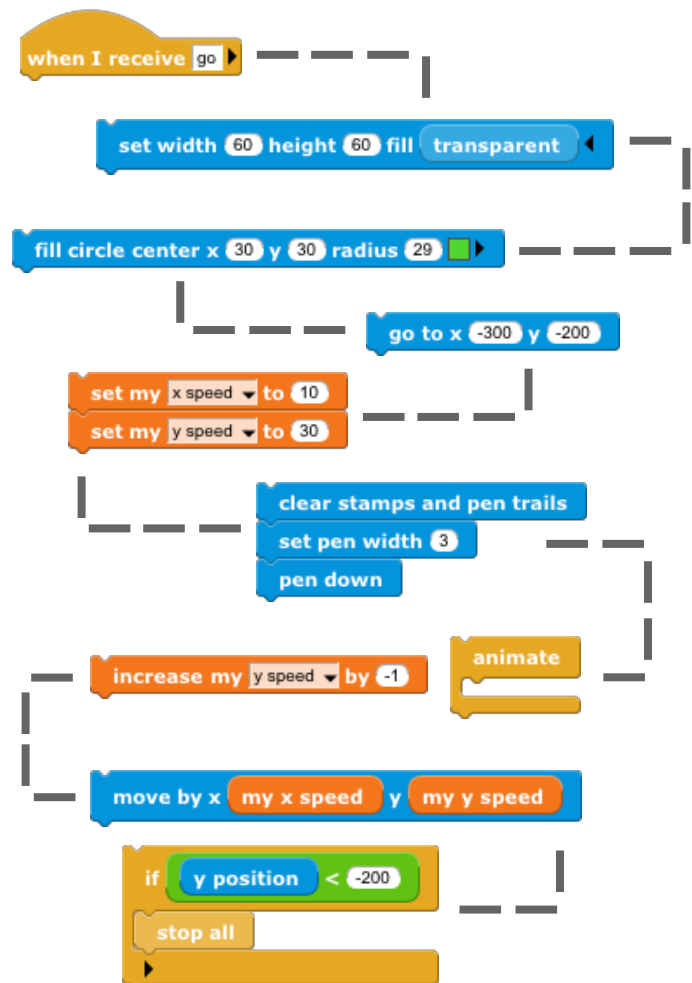 when I receive go
set width 60 height 60 fill transparent
fill circle center x 30 y 30 radius 29
go to x -300 y -200
set my x speed to 10
set my y speed to 30
clear stamps and pen trails
set pen width 3
pen down
animate
increase my y speed by -1
move by x my x speed y my y speed
if y position < -200
stop all